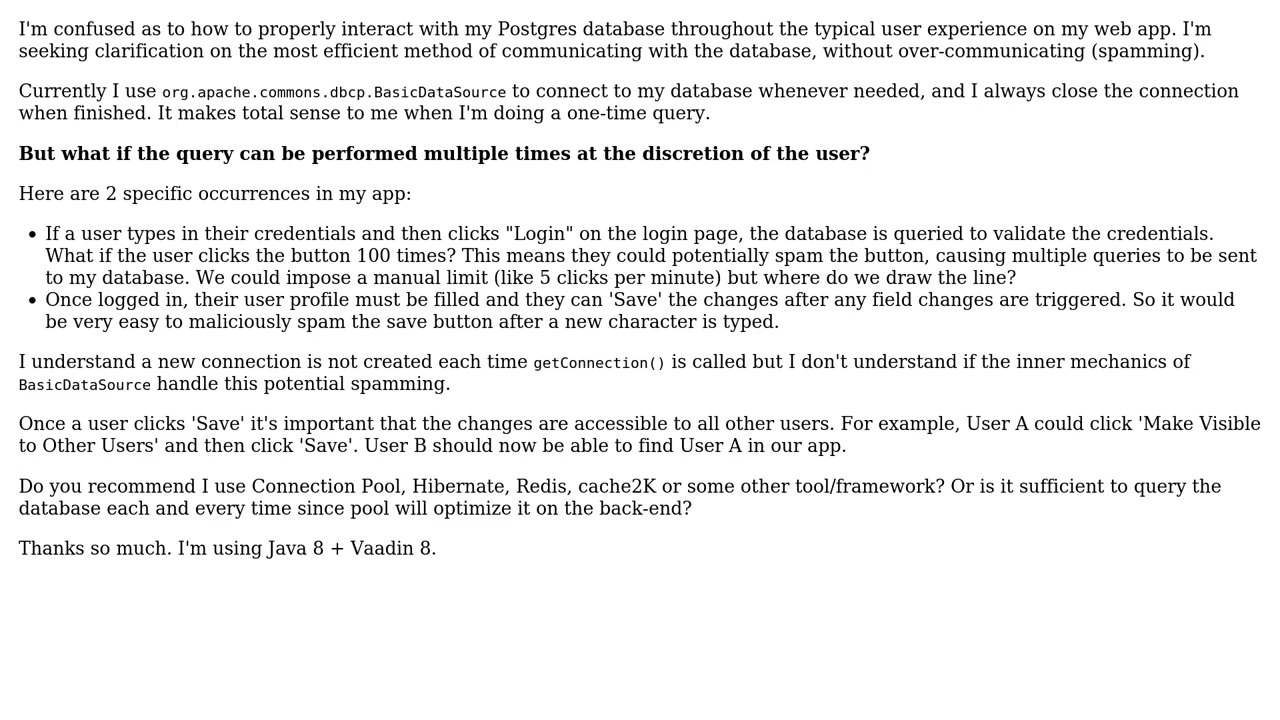 I'm confused as to how to properly interact with my Postgres database throughout the typical user experience on my web app. I'm
seeking clarification on the most efficient method of communicating with the database, without over-communicating (spamming).
Currently I use org.apache.commons.dbcp.BasicDataSource to connect to my database whenever needed, and I always close the connection
when finished. It makes total sense to me when I'm doing a one-time query.
But what if the query can be performed multiple times at the discretion of the user?
Here are 2 specific occurrences in my app:
• If a user types in their credentials and then clicks "Login" on the login page, the database is queried to validate the credentials.
What if the user clicks the button 100 times? This means they could potentially spam the button, causing multiple queries to be sent
to my database. We could impose a manual limit (like 5 clicks per minute) but where do we draw the line?
• Once logged in, their user profile must be filled and they can 'Save' the changes after any field changes are triggered. So it would
be very easy to maliciously spam the save button after a new character is typed.
I understand a new connection is not created each time getConnection() is called but I don't understand if the inner mechanics of
BasicDataSource handle this potential spamming.
Once a user clicks 'Save' it's important that the changes are accessible to all other users. For example, User A could click 'Make Visible
to Other Users' and then click 'Save'. User B should now be able to find User A in our app.
Do you recommend I use Connection Pool, Hibernate, Redis, cache2K or some other tool/framework? Or is it sufficient to query the
database each and every time since pool will optimize it on the back-end?
Thanks so much. I'm using Java 8 + Vaadin 8.